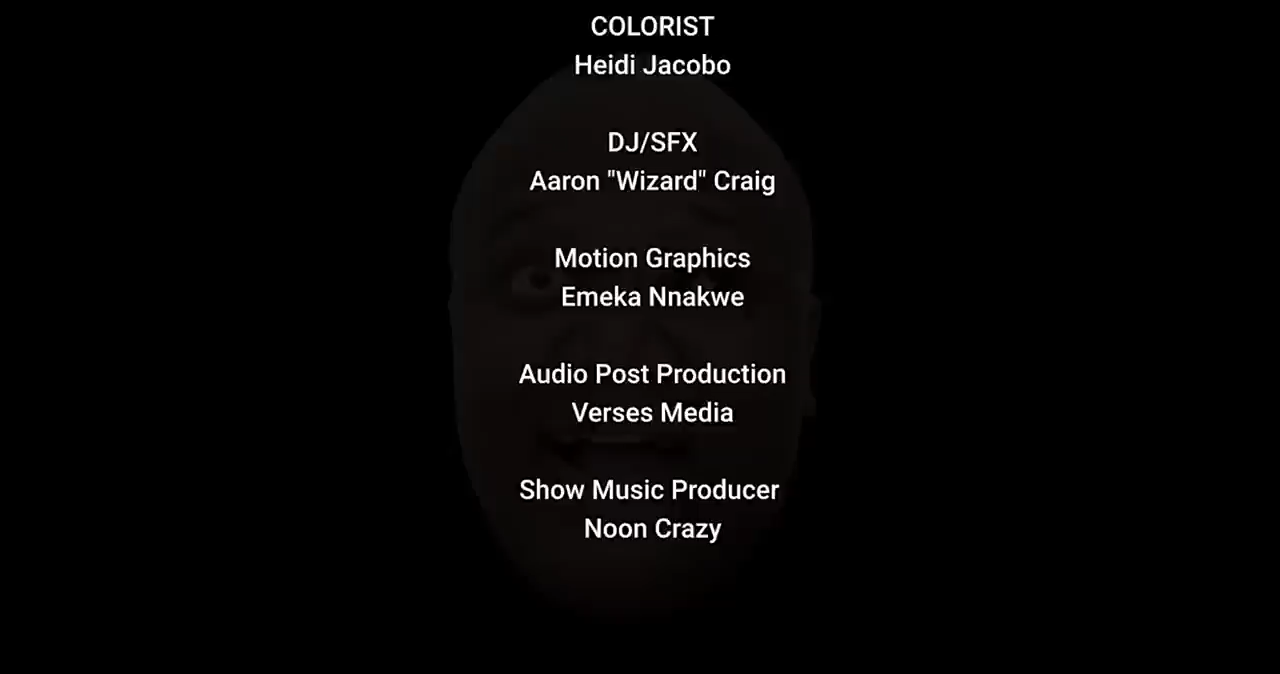 COLORIST
Heidi Jacobo
DJ/SFX
Aaron "Wizard" Craig
Motion Graphics
Emeka Nnakwe
Audio Post Production
Verses Media
Show Music Producer
Noon Crazy